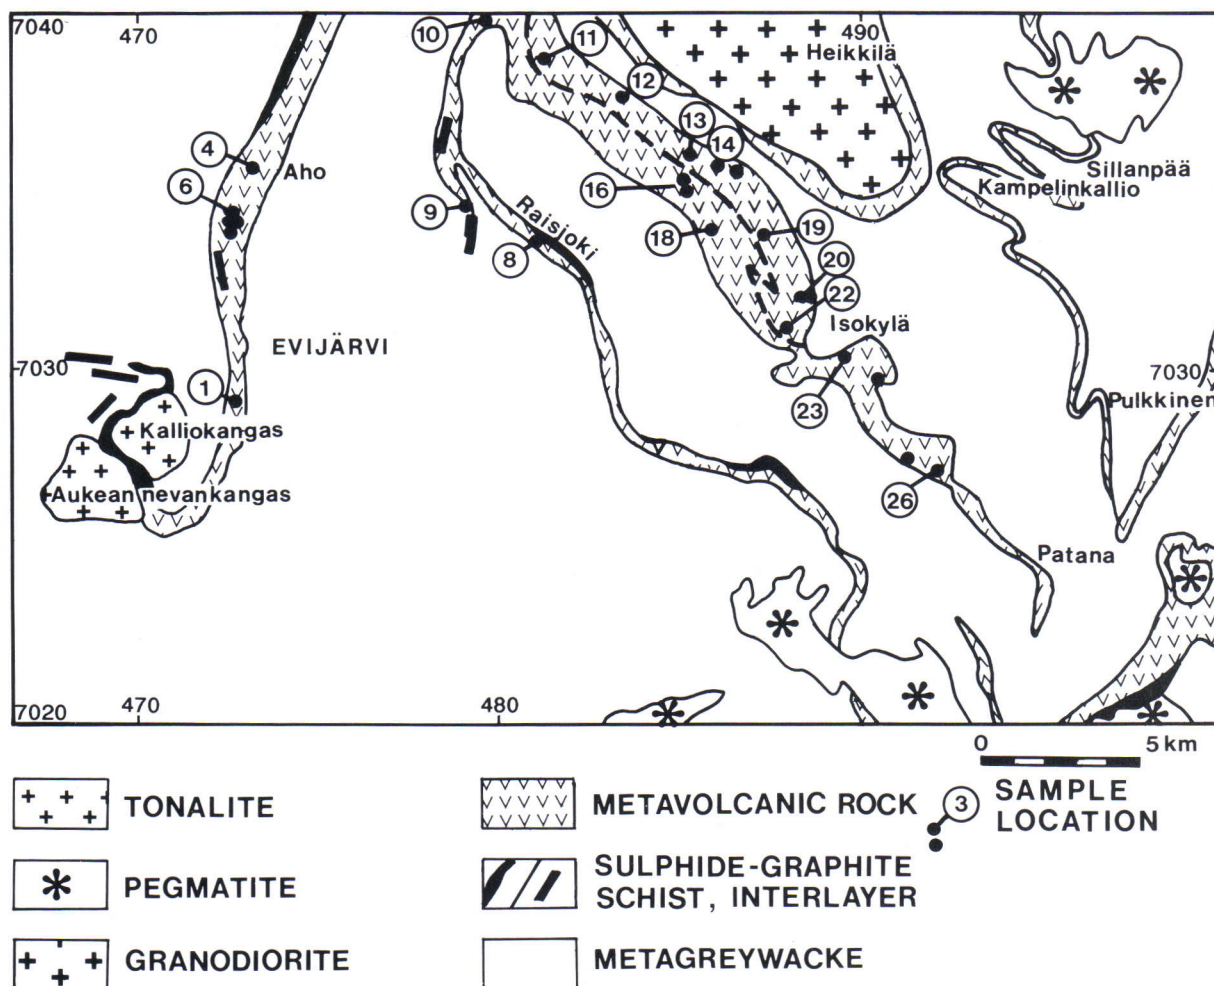 7040
470
490
10
11
Heikkilä
12
13
14
4
Aho
Sillanpää
Kampelinkallio
6
16
9
Raisjoki
8
18
19
20
22
Isokylä
EVIJÄRVI
7030
7030
1
23
Pulkkinen
Kalliokangas
26
Aukeannevankangas
Patana
7020
470
480
0 5 km
TONALITE
METAVOLCANIC ROCK
3 SAMPLE
LOCATION
PEGMATITE
SULPHIDE-GRAPHITE
SCHIST, INTERLAYER
GRANODIORITE
METAGREYWACKE